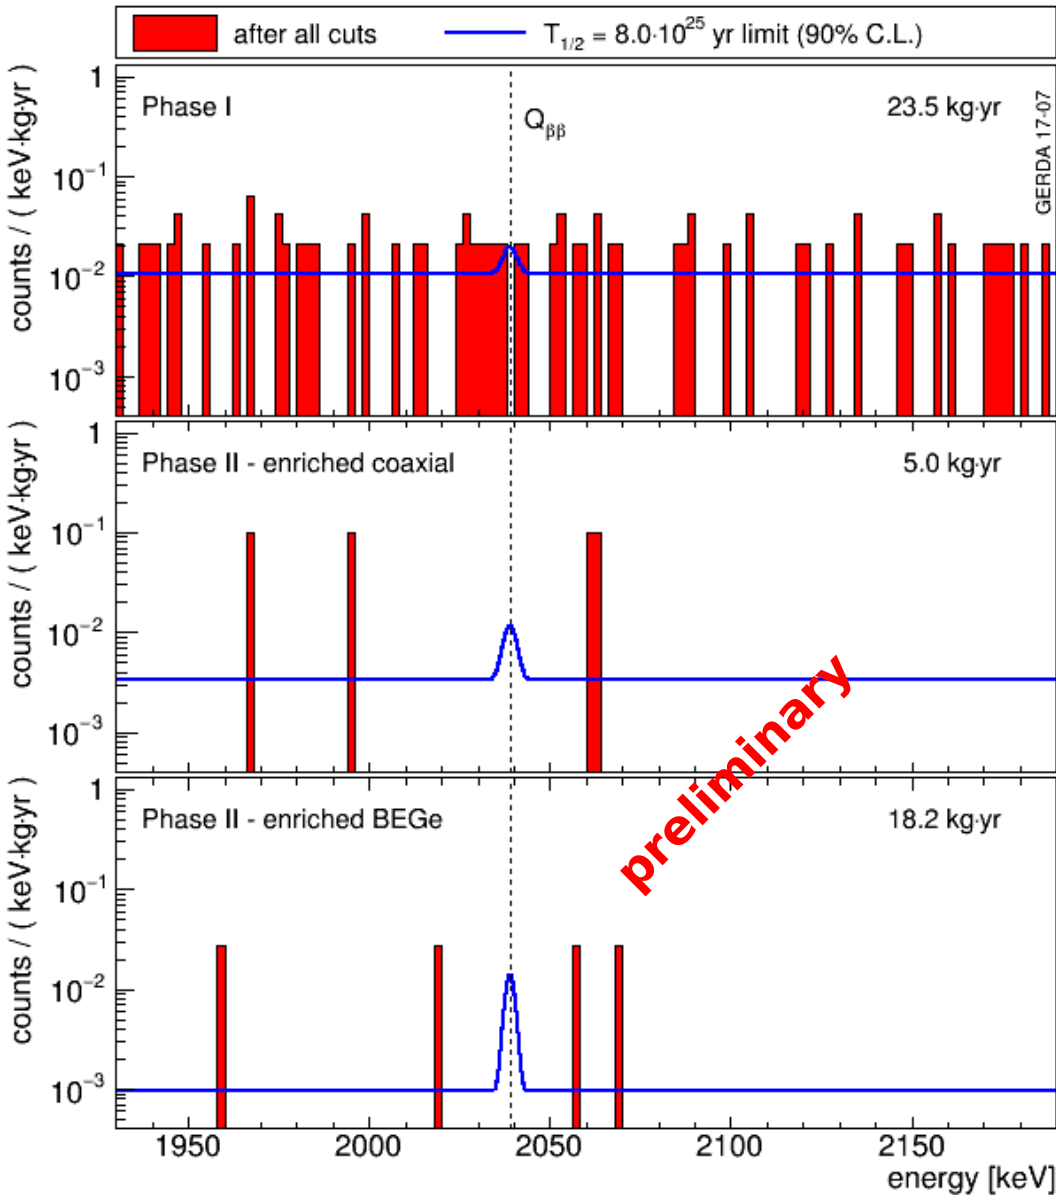 after all cuts
T1/2 = 8.0·10^25 yr limit (90% C.L.)
counts / ( keV·kg·yr)
1
10^−1
10^−2
10^−3
Phase I
Qββ
23.5 kg·yr
GERDA 17-07
counts / ( keV·kg·yr)
1
10^−1
10^−2
10^−3
Phase II - enriched coaxial
5.0 kg·yr
preliminary
counts / ( keV·kg·yr)
1
10^−1
10^−2
10^−3
Phase II - enriched BEGe
18.2 kg·yr
1950 2000 2050 2100 2150
energy [keV]